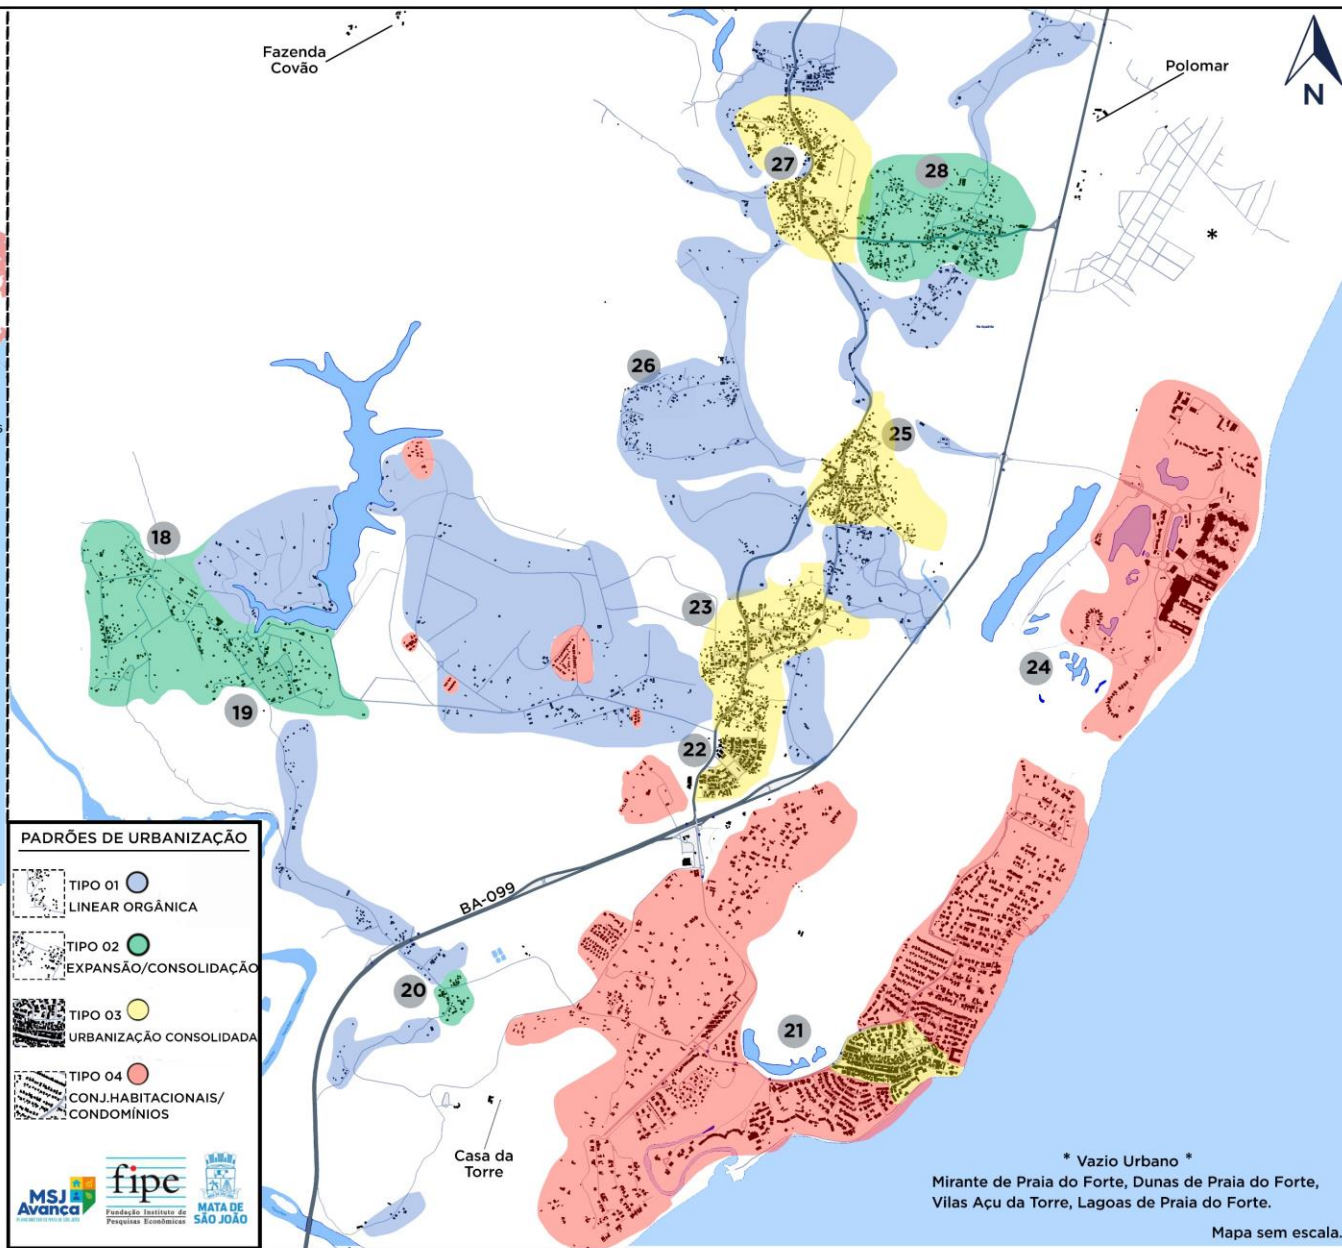 Fazenda
Covão
Polomar
N
27
28
*
26
25
18
23
24
19
22
PADRÕES DE URBANIZAÇÃO
TIPO 01
LINEAR ORGÂNICA
TIPO 02
EXPANSÃO/CONSOLIDAÇÃO
TIPO 03
URBANIZAÇÃO CONSOLIDADA
TIPO 04
CONJ.HABITACIONAIS/
CONDOMÍNIOS
BA-099
20
21
Casa da
Torre
MSJ
Avança
fipe
Fundação Instituto de
Pesquisas Econômicas
MATA DE
SÃO JOÃO
* Vazio Urbano *
Mirante de Praia do Forte, Dunas de Praia do Forte,
Vilas Açu da Torre, Lagoas de Praia do Forte.
Mapa sem escala.